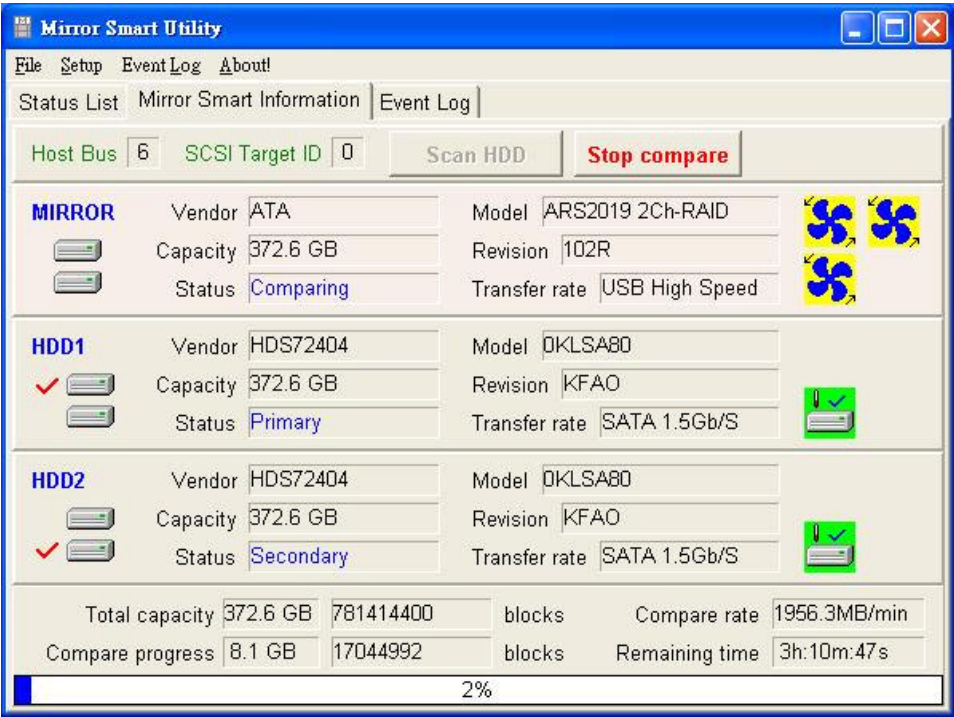 Mirror Smart Utility
File Setup Event Log About!
Status List Mirror Smart Information Event Log
Host Bus 6 SCSI Target ID 0 Scan HDD Stop compare
MIRROR Vendor ATA Model ARS2019 2Ch-RAID
Capacity 372.6 GB Revision 102R
Status Comparing Transfer rate USB High Speed
HDD1 Vendor HDS72404 Model 0KLSA80
Capacity 372.6 GB Revision KFAO
Status Primary Transfer rate SATA 1.5Gb/S
HDD2 Vendor HDS72404 Model 0KLSA80
Capacity 372.6 GB Revision KFAO
Status Secondary Transfer rate SATA 1.5Gb/S
Total capacity 372.6 GB 781414400 blocks Compare rate 1956.3MB/min
Compare progress 8.1 GB 17044992 blocks Remaining time 3h:10m:47s
2%